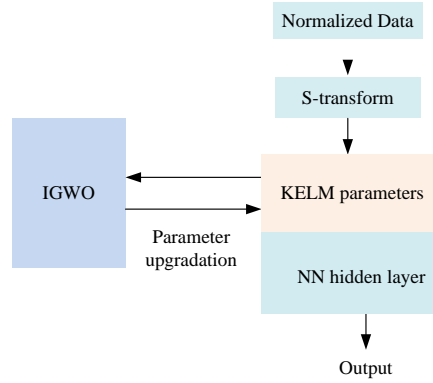 Normalized Data
S-transform
IGWO
KELM parameters
Parameter
upgradation
NN hidden layer
Output